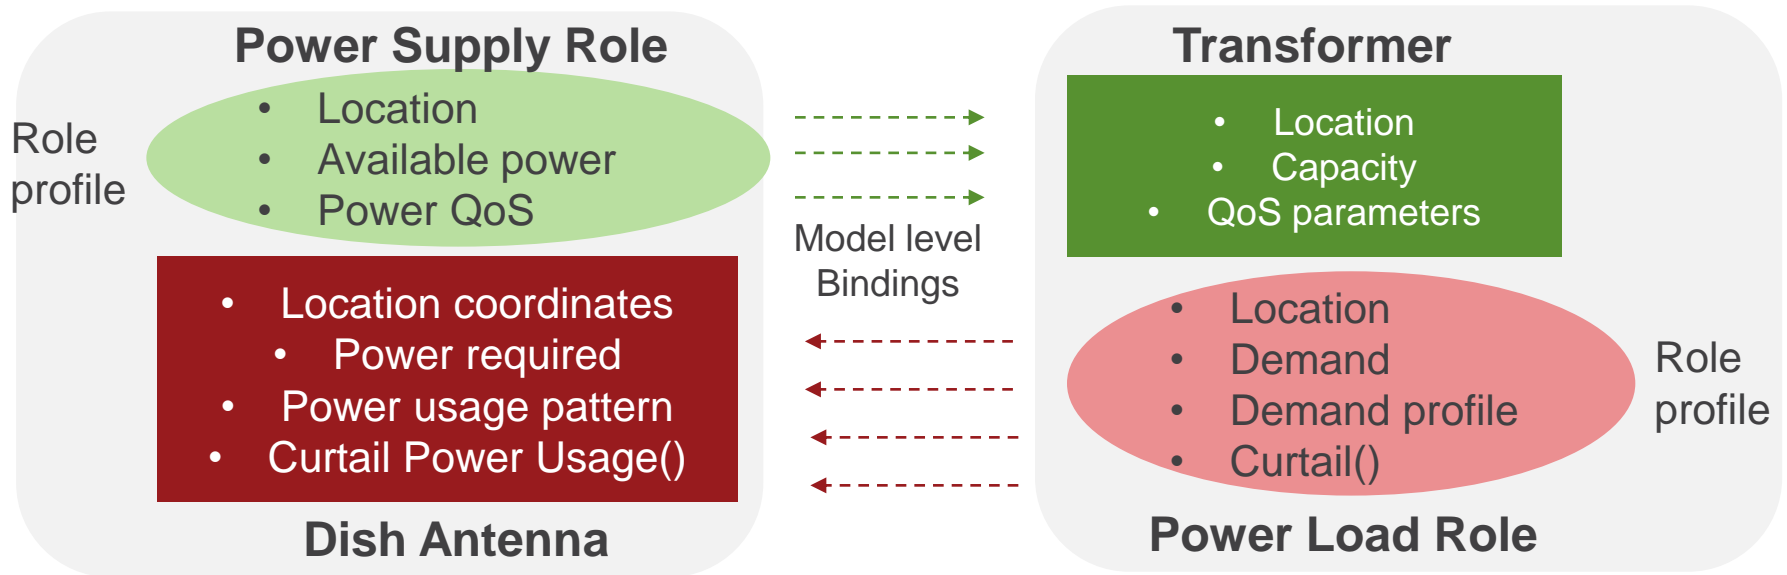 Power Supply Role
Role
profile
• Location
• Available power
• Power QoS
• Location coordinates
• Power required
• Power usage pattern
• Curtail Power Usage()
Dish Antenna
Model level
Bindings
Transformer
• Location
• Capacity
• QoS parameters
• Location
• Demand
• Demand profile
• Curtail()
Role
profile
Power Load Role